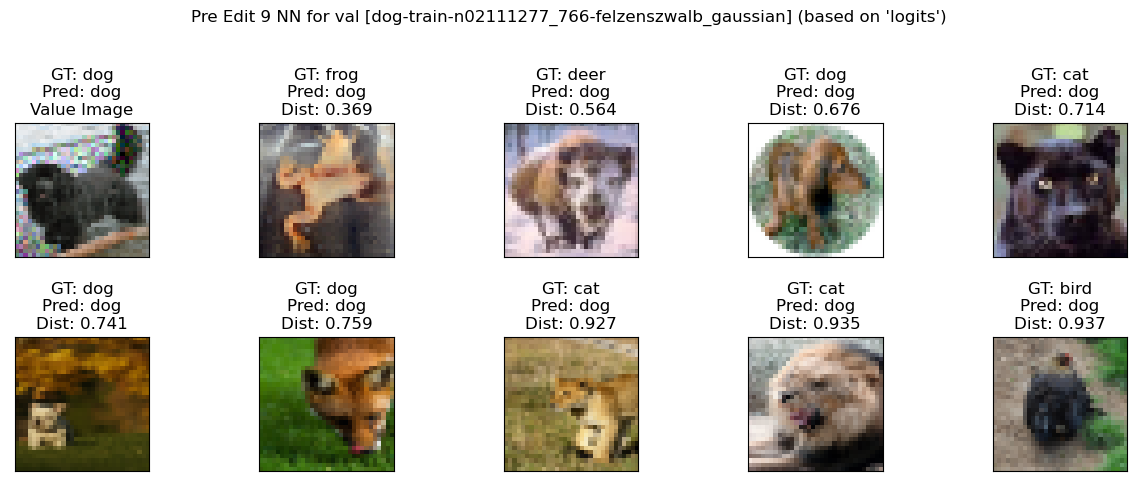 Pre Edit 9 NN for val [dog-train-n02111277_766-felzenszwalb_gaussian] (based on 'logits')
GT: dog
Pred: dog
Value Image
GT: frog
Pred: dog
Dist: 0.369
GT: deer
Pred: dog
Dist: 0.564
GT: dog
Pred: dog
Dist: 0.676
GT: cat
Pred: dog
Dist: 0.714
GT: dog
Pred: dog
Dist: 0.741
GT: dog
Pred: dog
Dist: 0.759
GT: cat
Pred: dog
Dist: 0.927
GT: cat
Pred: dog
Dist: 0.935
GT: bird
Pred: dog
Dist: 0.937